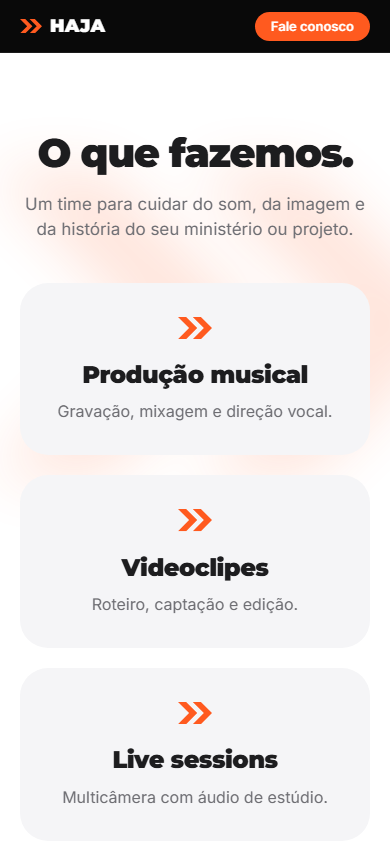 HAJA
Fale conosco
O que fazemos.
Um time para cuidar do som, da imagem e
da história do seu ministério ou projeto.
Produção musical
Gravação, mixagem e direção vocal.
Videoclipes
Roteiro, captação e edição.
Live sessions
Multicâmera com áudio de estúdio.